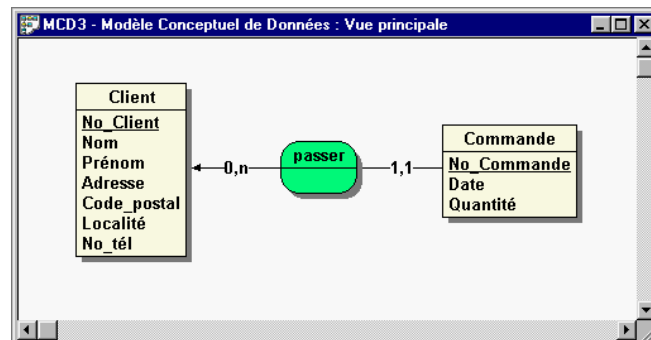 MCD3 - Modèle Conceptuel de Données : Vue principale
Client
No_Client
Nom
Prénom
Adresse
Code_postal
Localité
No_tél
0,n
passer
1,1
Commande
No_Commande
Date
Quantité